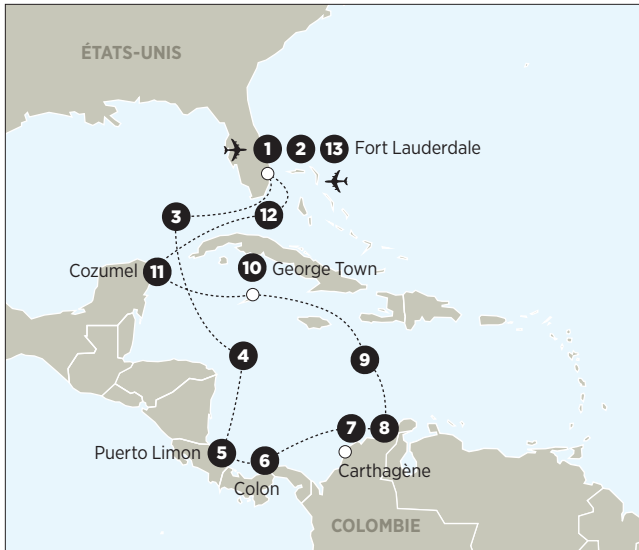 ÉTATS-UNIS
1 2 13 Fort Lauderdale
3
12
10 George Town
Cozumel 11
4
9
7 8
Puerto Limon 5
6
Carthagène
Colon
COLOMBIE